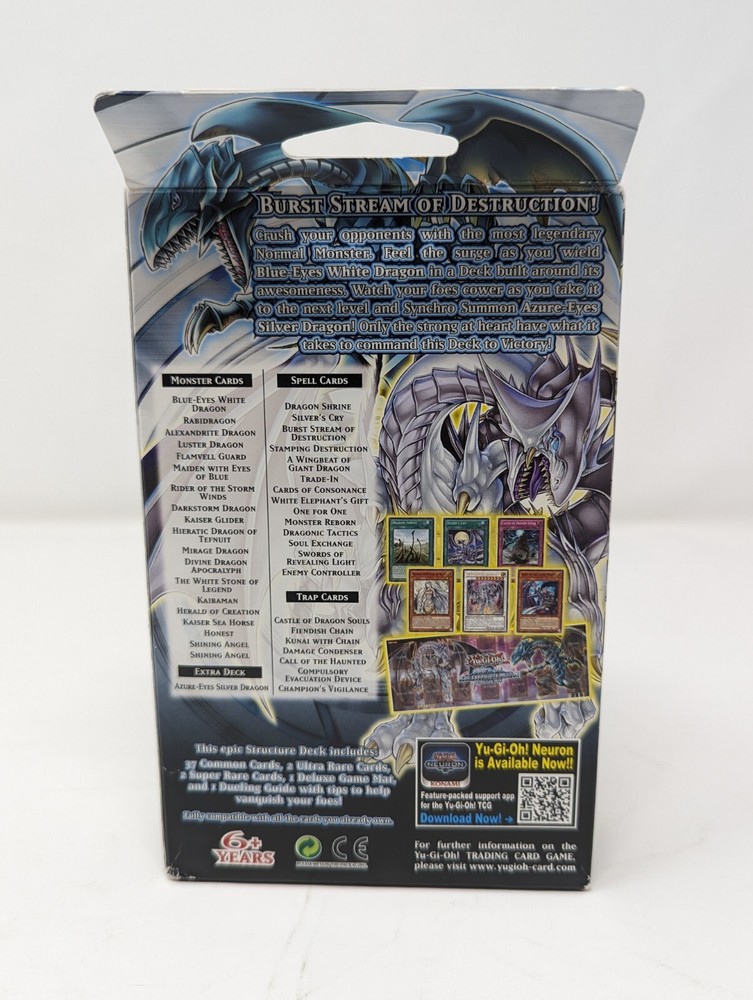 Burst Stream of Destruction!
Crush your opponents with the most legendary
Normal Monster. Feel the surge as you wield
Blue-Eyes White Dragon in a Deck built around its
awesomeness. Watch your foes cower as you take it
to the next level and Synchro Summon Azure-Eyes
Silver Dragon! Only the strong at heart have what it
takes to command this Deck to Victory!
Monster Cards
Blue-Eyes White
Dragon
Rabidragon
Alexandrite Dragon
Luster Dragon
Flamvell Guard
Maiden with Eyes
of Blue
Rider of the Storm
Winds
Darkstorm Dragon
Kaiser Glider
Hieratic Dragon of
Tefnuit
Mirage Dragon
Divine Dragon
Apocralyph
The White Stone of
Legend
Kaibaman
Herald of Creation
Kaiser Sea Horse
Honest
Shining Angel
Shining Angel
Extra Deck
Azure-Eyes Silver Dragon
Spell Cards
Dragon Shrine
Silver's Cry
Burst Stream of
Destruction
Stamping Destruction
A Wingbeat of
Giant Dragon
Trade-In
Cards of Consonance
White Elephant's Gift
One for One
Monster Reborn
Dragonic Tactics
Soul Exchange
Swords of
Revealing Light
Enemy Controller
Trap Cards
Castle of Dragon Souls
Fiendish Chain
Kunai with Chain
Damage Condenser
Call of the Haunted
Compulsory
Evacuation Device
Champion's Vigilance
Yu-Gi-Oh!
This epic Structure Deck includes:
37 Common Cards, 2 Ultra Rare Cards,
2 Super Rare Cards, 1 Deluxe Game Mat,
and 1 Dueling Guide with tips to help
vanquish your foes!
Fully compatible with all the cards you already own.
6+
YEARS
CE
NEURON
KONAMI
Yu-Gi-Oh! Neuron
is Available Now!!
Feature-packed support app
for the Yu-Gi-Oh! TCG
Download Now! →
For further information on the
Yu-Gi-Oh! TRADING CARD GAME,
please visit www.yugioh-card.com